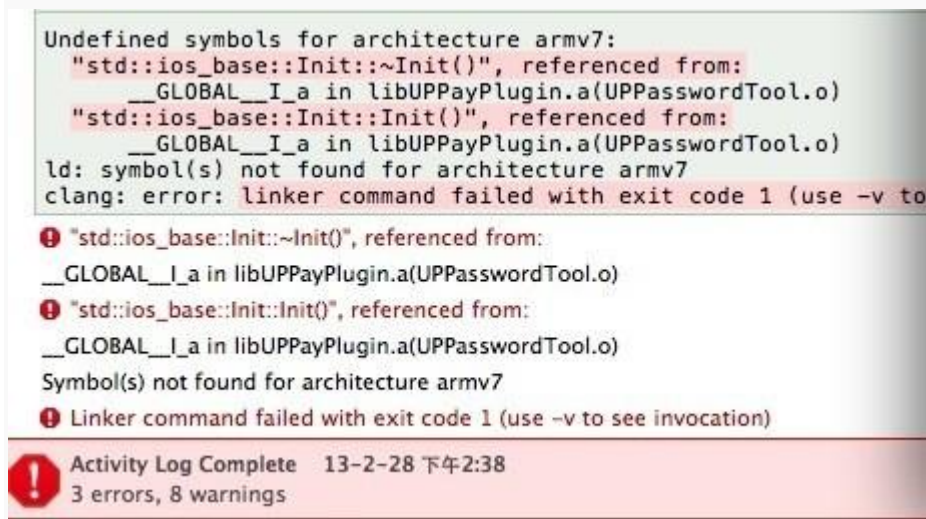 Undefined symbols for architecture armv7:
"std::ios_base::Init::~Init()", referenced from:
__GLOBAL__I_a in libUPPayPlugin.a(UPPasswordTool.o)
"std::ios_base::Init::Init()", referenced from:
__GLOBAL__I_a in libUPPayPlugin.a(UPPasswordTool.o)
ld: symbol(s) not found for architecture armv7
clang: error: linker command failed with exit code 1 (use -v to
"std::ios_base::Init::~Init()", referenced from:
__GLOBAL__I_a in libUPPayPlugin.a(UPPasswordTool.o)
"std::ios_base::Init::Init()", referenced from:
__GLOBAL__I_a in libUPPayPlugin.a(UPPasswordTool.o)
Symbol(s) not found for architecture armv7
Linker command failed with exit code 1 (use -v to see invocation)
Activity Log Complete 13-2-28 下午2:38
3 errors, 8 warnings